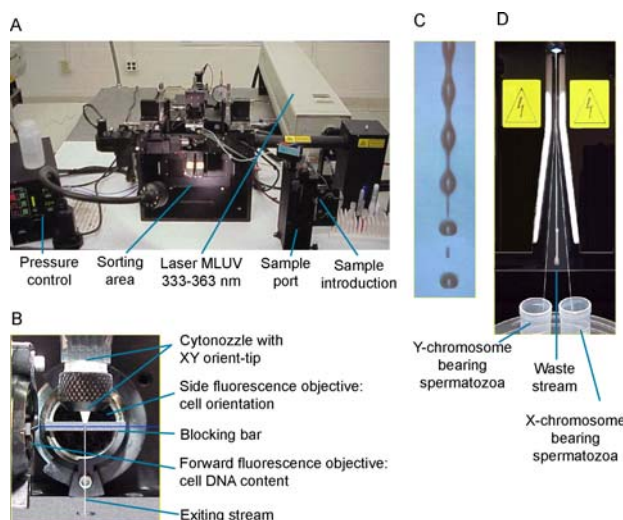 A
Pressure
control
Sorting
area
Laser MLUV
333-363 nm
Sample
port
Sample
introduction
B
Cytonozzle with
XY orient-tip
Side fluorescence objective:
cell orientation
Blocking bar
Forward fluorescence objective:
cell DNA content
Exiting stream
C
D
Y-chromosome
bearing
spermatozoa
Waste
stream
X-chromosome
bearing
spermatozoa